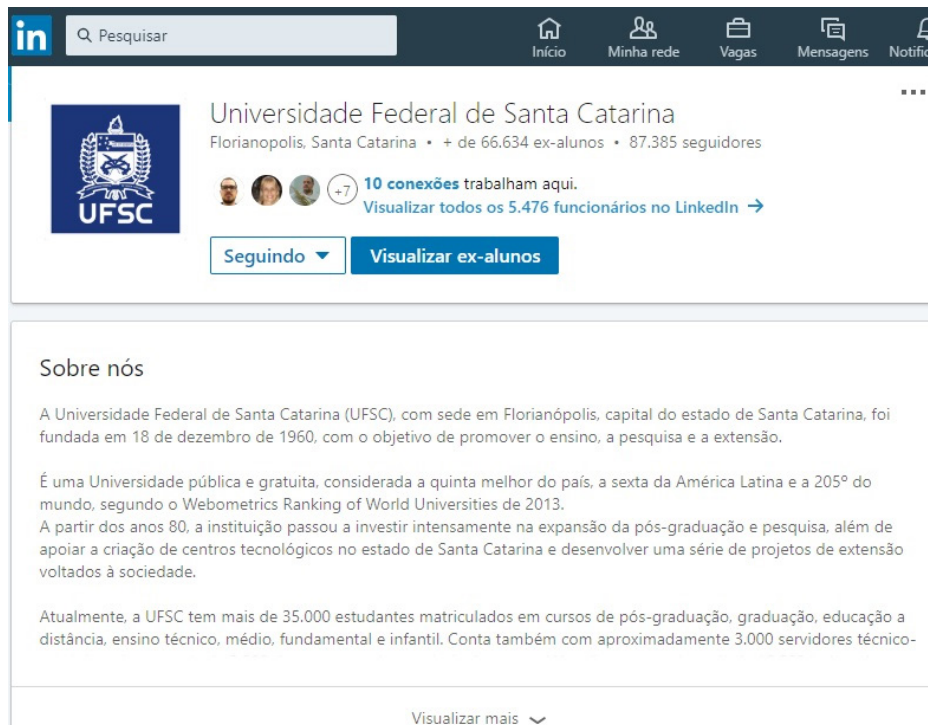 in
Pesquisar
Início
Minha rede
Vagas
Mensagens
Universidade Federal de Santa Catarina
Florianopolis, Santa Catarina • + de 66.634 ex-alunos • 87.385 seguidores
UFSC
+7
10 conexões trabalham aqui.
Visualizar todos os 5.476 funcionários no LinkedIn →
Seguindo
Visualizar ex-alunos
Sobre nós
A Universidade Federal de Santa Catarina (UFSC), com sede em Florianópolis, capital do estado de Santa Catarina, foi
fundada em 18 de dezembro de 1960, com o objetivo de promover o ensino, a pesquisa e a extensão.
É uma Universidade pública e gratuita, considerada a quinta melhor do país, a sexta da América Latina e a 205º do
mundo, segundo o Webometrics Ranking of World Universities de 2013.
A partir dos anos 80, a instituição passou a investir intensamente na expansão da pós-graduação e pesquisa, além de
apoiar a criação de centros tecnológicos no estado de Santa Catarina e desenvolver uma série de projetos de extensão
voltados à sociedade.
Atualmente, a UFSC tem mais de 35.000 estudantes matriculados em cursos de pós-graduação, graduação, educação a
distância, ensino técnico, médio, fundamental e infantil. Conta também com aproximadamente 3.000 servidores técnico-
Visualizar mais